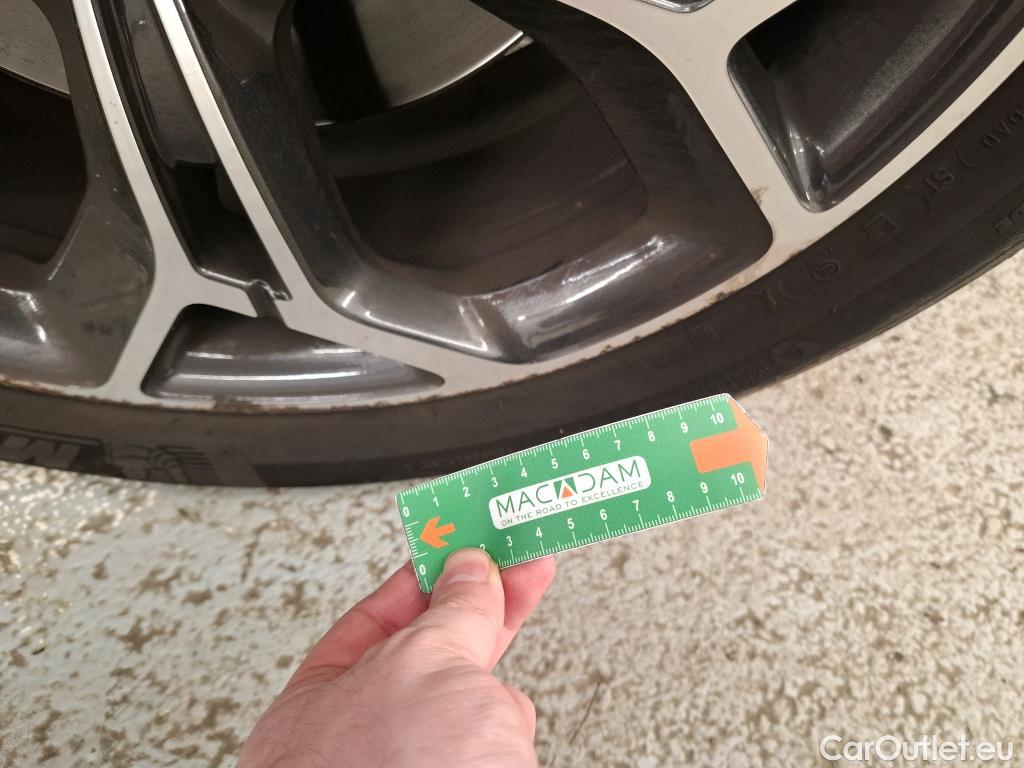 0 1 2 3 4 5 6 7 8 9 10
MACADAM
ON THE ROAD TO EXCELLENCE
0 2 3 4 5 6 7 8 9 10
CarOutlet.eu